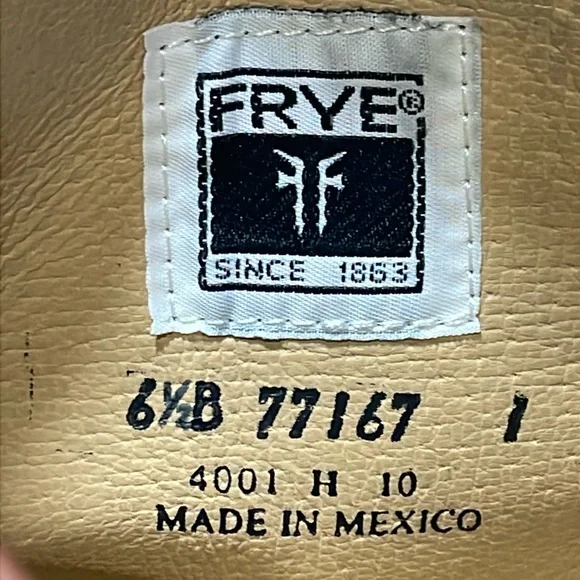 FRYE®
SINCE 1863
6½B 77167 1
4001 H 10
MADE IN MEXICO